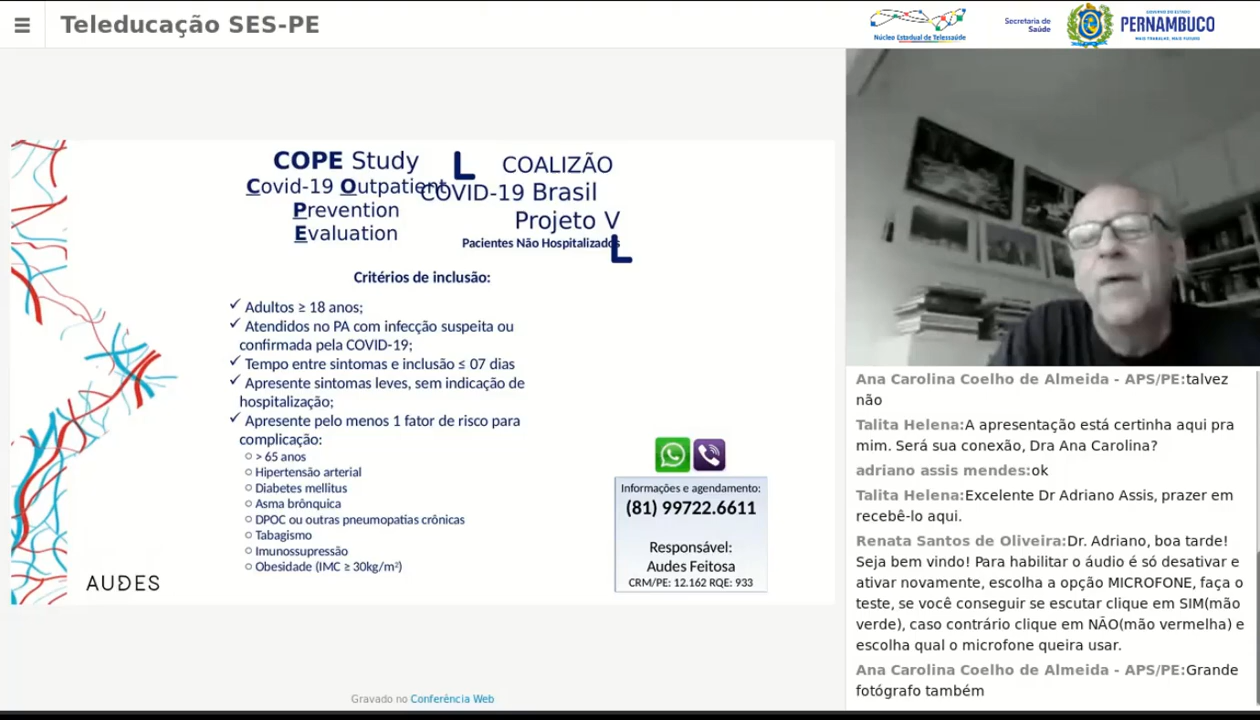 Teleducação SES-PE
Núcleo Estadual de Telessaúde
Secretaria de
Saúde
GOVERNO DO ESTADO
PERNAMBUCO
MAIS TRABALHO, MAIS FUTURO
COPE Study
Covid-19 Outpatient
Prevention
Evaluation
COALIZÃO
COVID-19 Brasil
Projeto V
Pacientes Não Hospitalizados
Critérios de inclusão:
✓ Adultos ≥ 18 anos;
✓ Atendidos no PA com infecção suspeita ou
confirmada pela COVID-19;
✓ Tempo entre sintomas e inclusão ≤ 07 dias
✓ Apresente sintomas leves, sem indicação de
hospitalização;
✓ Apresente pelo menos 1 fator de risco para
complicação:
○ > 65 anos
○ Hipertensão arterial
○ Diabetes mellitus
○ Asma brônquica
○ DPOC ou outras pneumopatias crônicas
○ Tabagismo
○ Imunossupressão
○ Obesidade (IMC ≥ 30kg/m²)
AUDES
Informações e agendamento:
(81) 99722.6611
Responsável:
Audes Feitosa
CRM/PE: 12.162 RQE: 933
Gravado no Conferência Web
Ana Carolina Coelho de Almeida - APS/PE:talvez
não
Talita Helena:A apresentação está certinha aqui pra
mim. Será sua conexão, Dra Ana Carolina?
adriano assis mendes:ok
Talita Helena:Excelente Dr Adriano Assis, prazer em
recebê-lo aqui.
Renata Santos de Oliveira:Dr. Adriano, boa tarde!
Seja bem vindo! Para habilitar o áudio é só desativar e
ativar novamente, escolha a opção MICROFONE, faça o
teste, se você conseguir se escutar clique em SIM(mão
verde), caso contrário clique em NÃO(mão vermelha) e
escolha qual o microfone queira usar.
Ana Carolina Coelho de Almeida - APS/PE:Grande
fotógrafo também